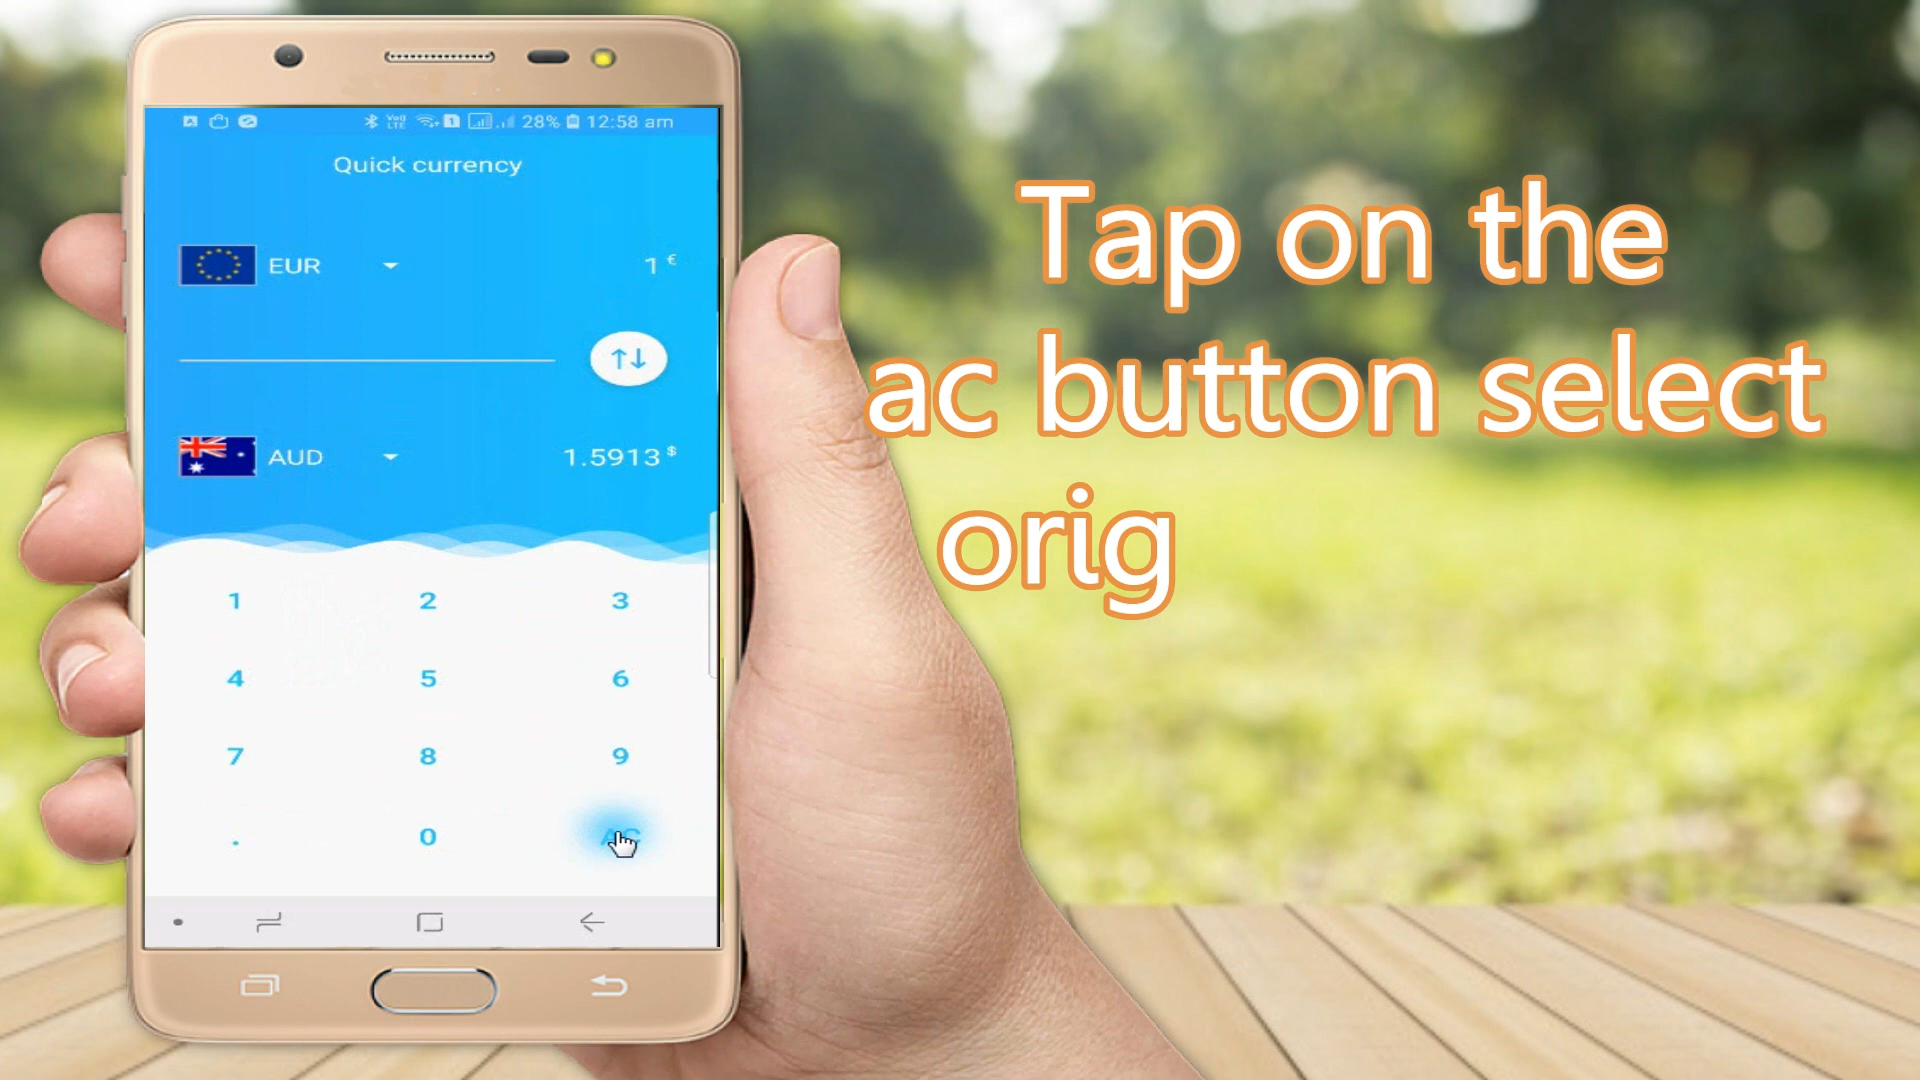 28% 12:58 am
Quick currency
EUR 1 €
AUD 1.5913 $
1 2 3
4 5 6
7 8 9
. 0 AC
Tap on the
ac button select
orig